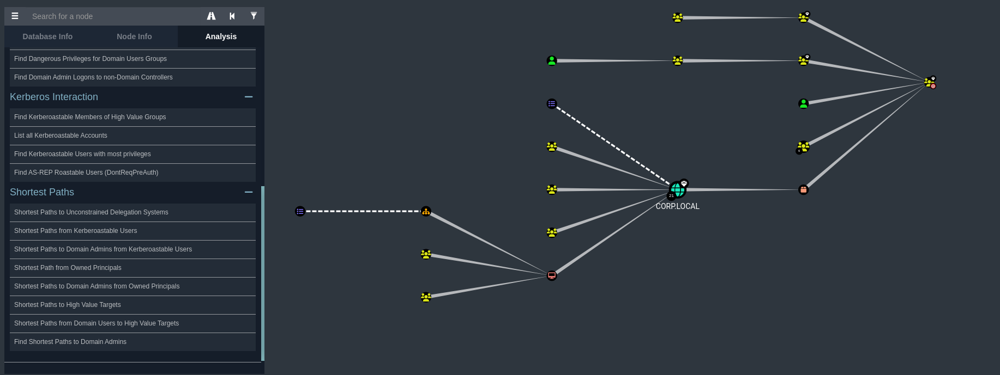 Search for a node
Database Info
Node Info
Analysis
Find Dangerous Privileges for Domain Users Groups
Find Domain Admin Logons to non-Domain Controllers
Kerberos Interaction
Find Kerberoastable Members of High Value Groups
List all Kerberoastable Accounts
Find Kerberoastable Users with most privileges
Find AS-REP Roastable Users (DontReqPreAuth)
Shortest Paths
Shortest Paths to Unconstrained Delegation Systems
Shortest Paths from Kerberoastable Users
Shortest Paths to Domain Admins from Kerberoastable Users
Shortest Path from Owned Principals
Shortest Paths to Domain Admins from Owned Principals
Shortest Paths to High Value Targets
Shortest Paths from Domain Users to High Value Targets
Find Shortest Paths to Domain Admins
6
21
CORP.LOCAL